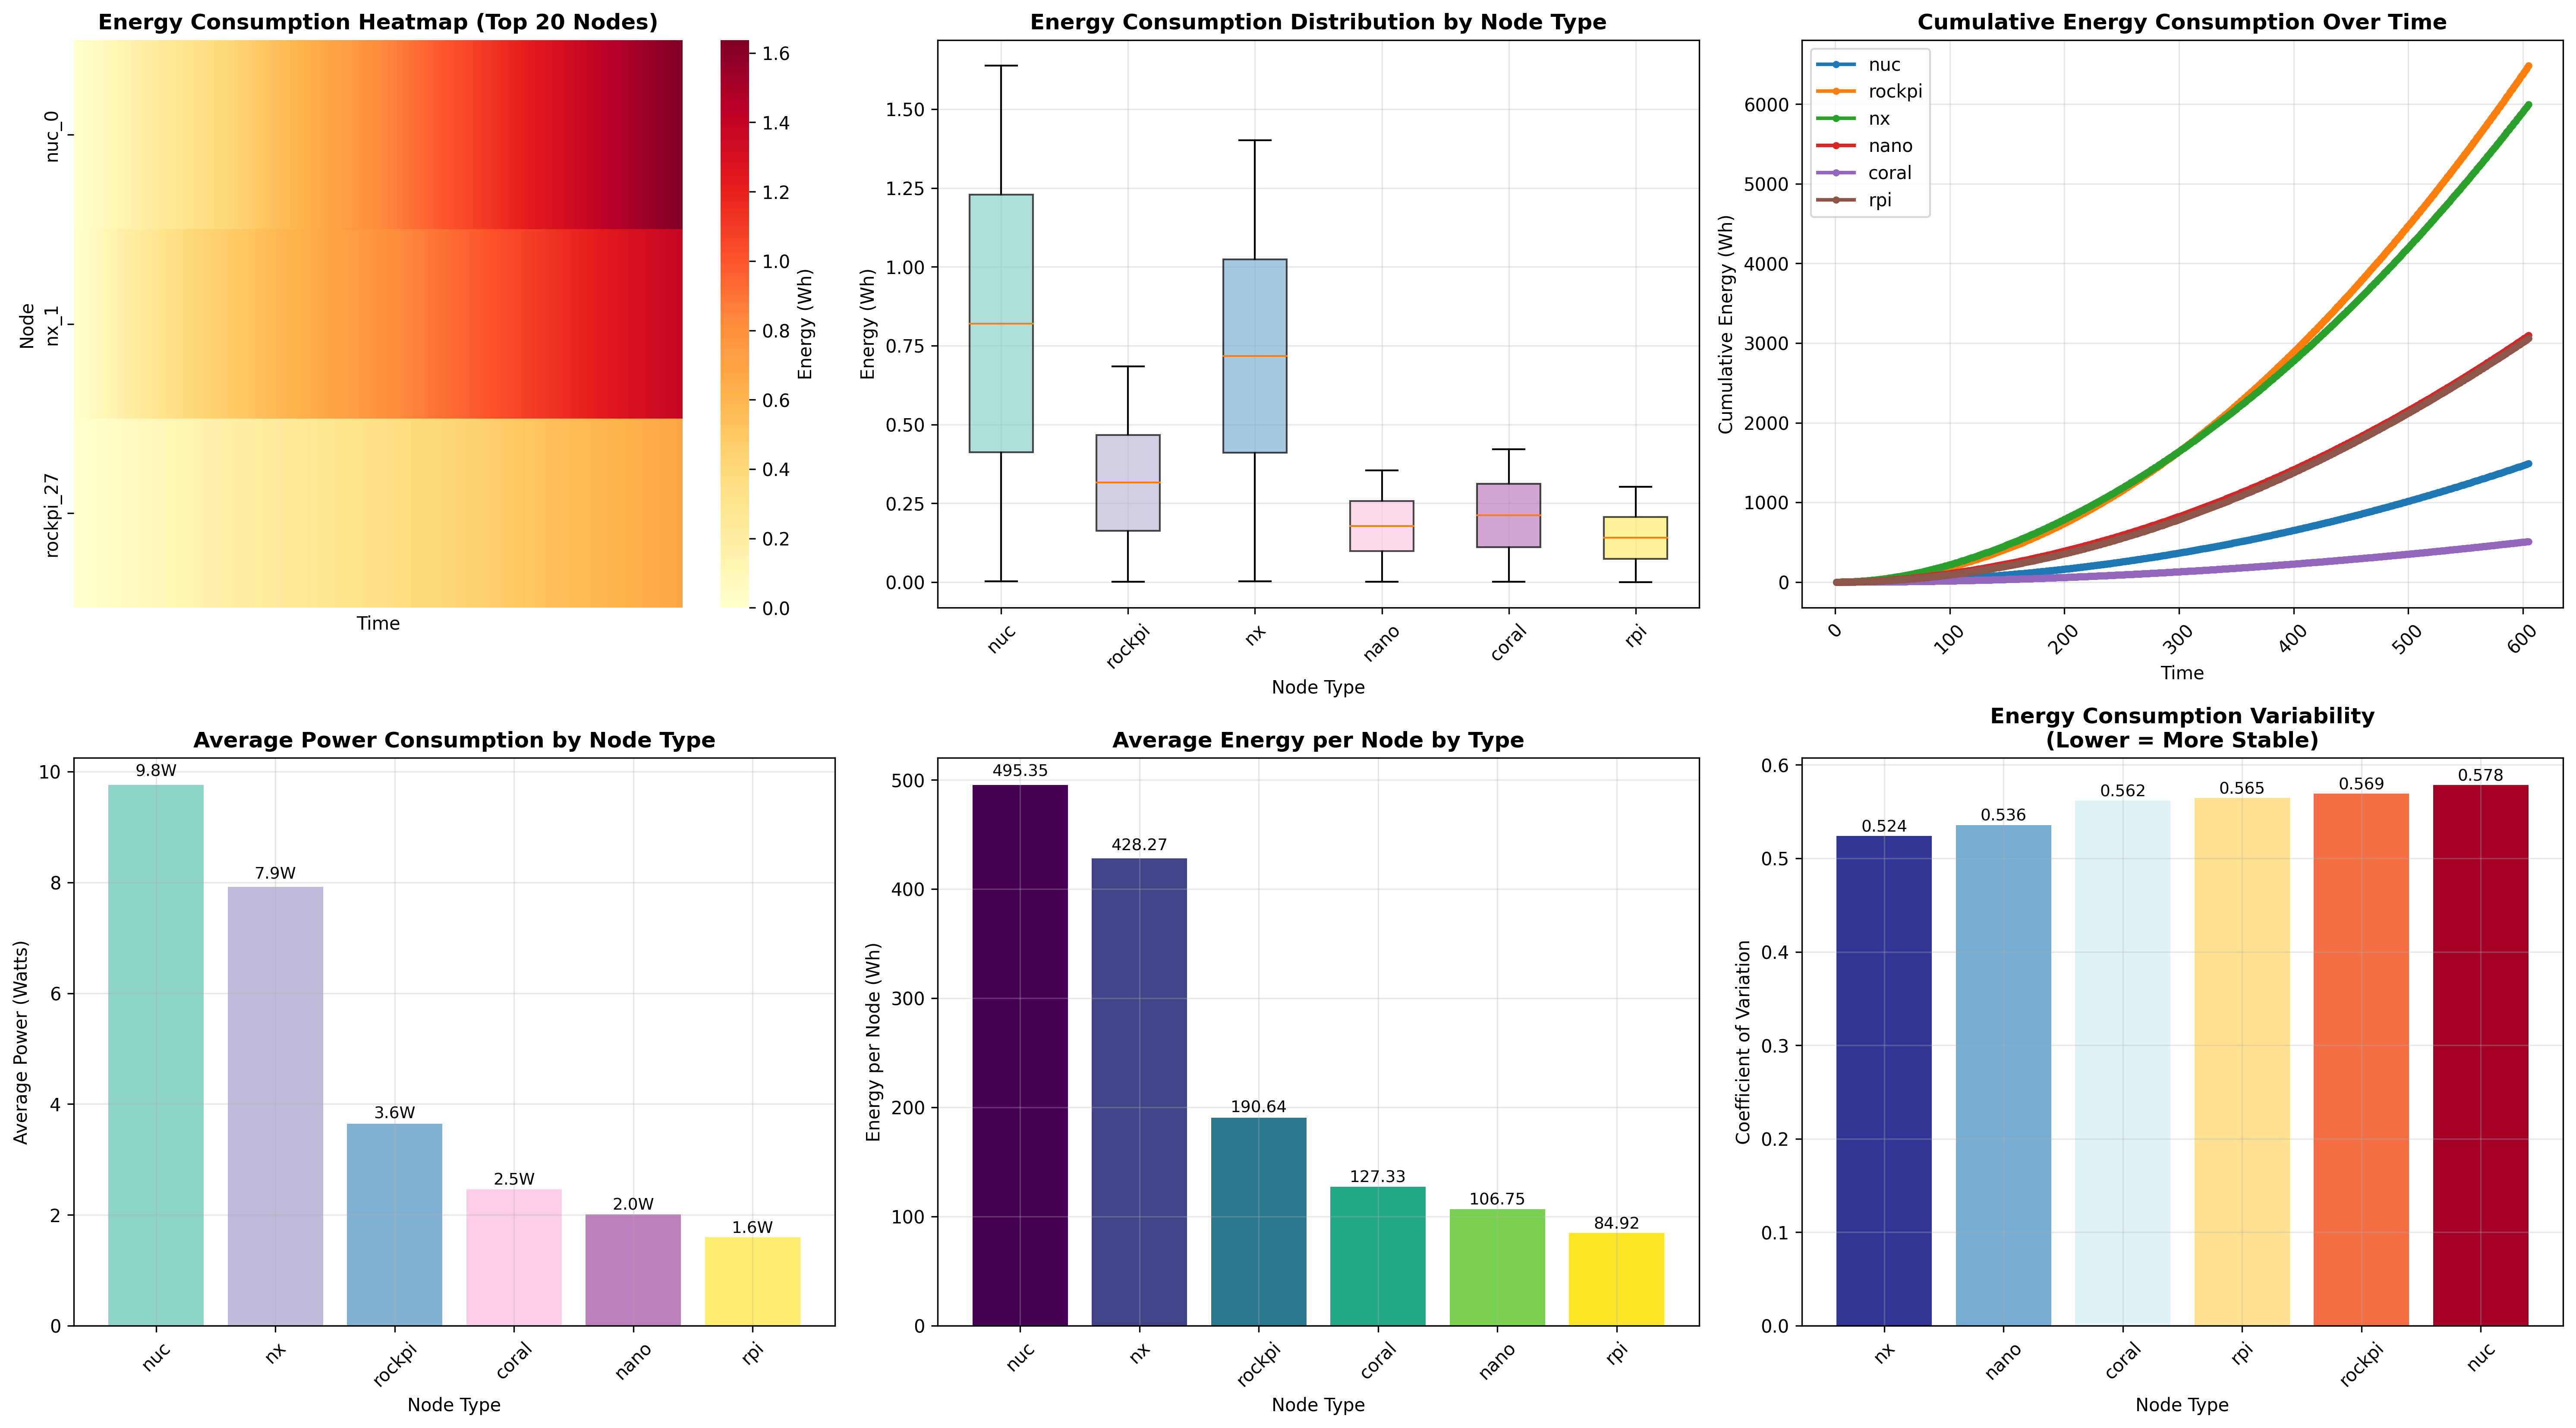 Energy Consumption Heatmap (Top 20 Nodes)
Node
nuc_0
nx_1
rockpi_27
Time
1.6
1.4
1.2
1.0
0.8
0.6
0.4
0.2
0.0
Energy (Wh)
Energy Consumption Distribution by Node Type
Energy (Wh)
1.50
1.25
1.00
0.75
0.50
0.25
0.00
nuc
rockpi
nx
nano
coral
rpi
Node Type
Cumulative Energy Consumption Over Time
nuc
rockpi
nx
nano
coral
rpi
Cumulative Energy (Wh)
6000
5000
4000
3000
2000
1000
0
0
100
200
300
400
500
600
Time
Average Power Consumption by Node Type
Average Power (Watts)
10
8
6
4
2
0
9.8W
7.9W
3.6W
2.5W
2.0W
1.6W
nuc
nx
rockpi
coral
nano
rpi
Node Type
Average Energy per Node by Type
Energy per Node (Wh)
500
400
300
200
100
0
495.35
428.27
190.64
127.33
106.75
84.92
nuc
nx
rockpi
coral
nano
rpi
Node Type
Energy Consumption Variability
(Lower = More Stable)
Coefficient of Variation
0.6
0.5
0.4
0.3
0.2
0.1
0.0
0.524
0.536
0.562
0.565
0.569
0.578
nx
nano
coral
rpi
rockpi
nuc
Node Type